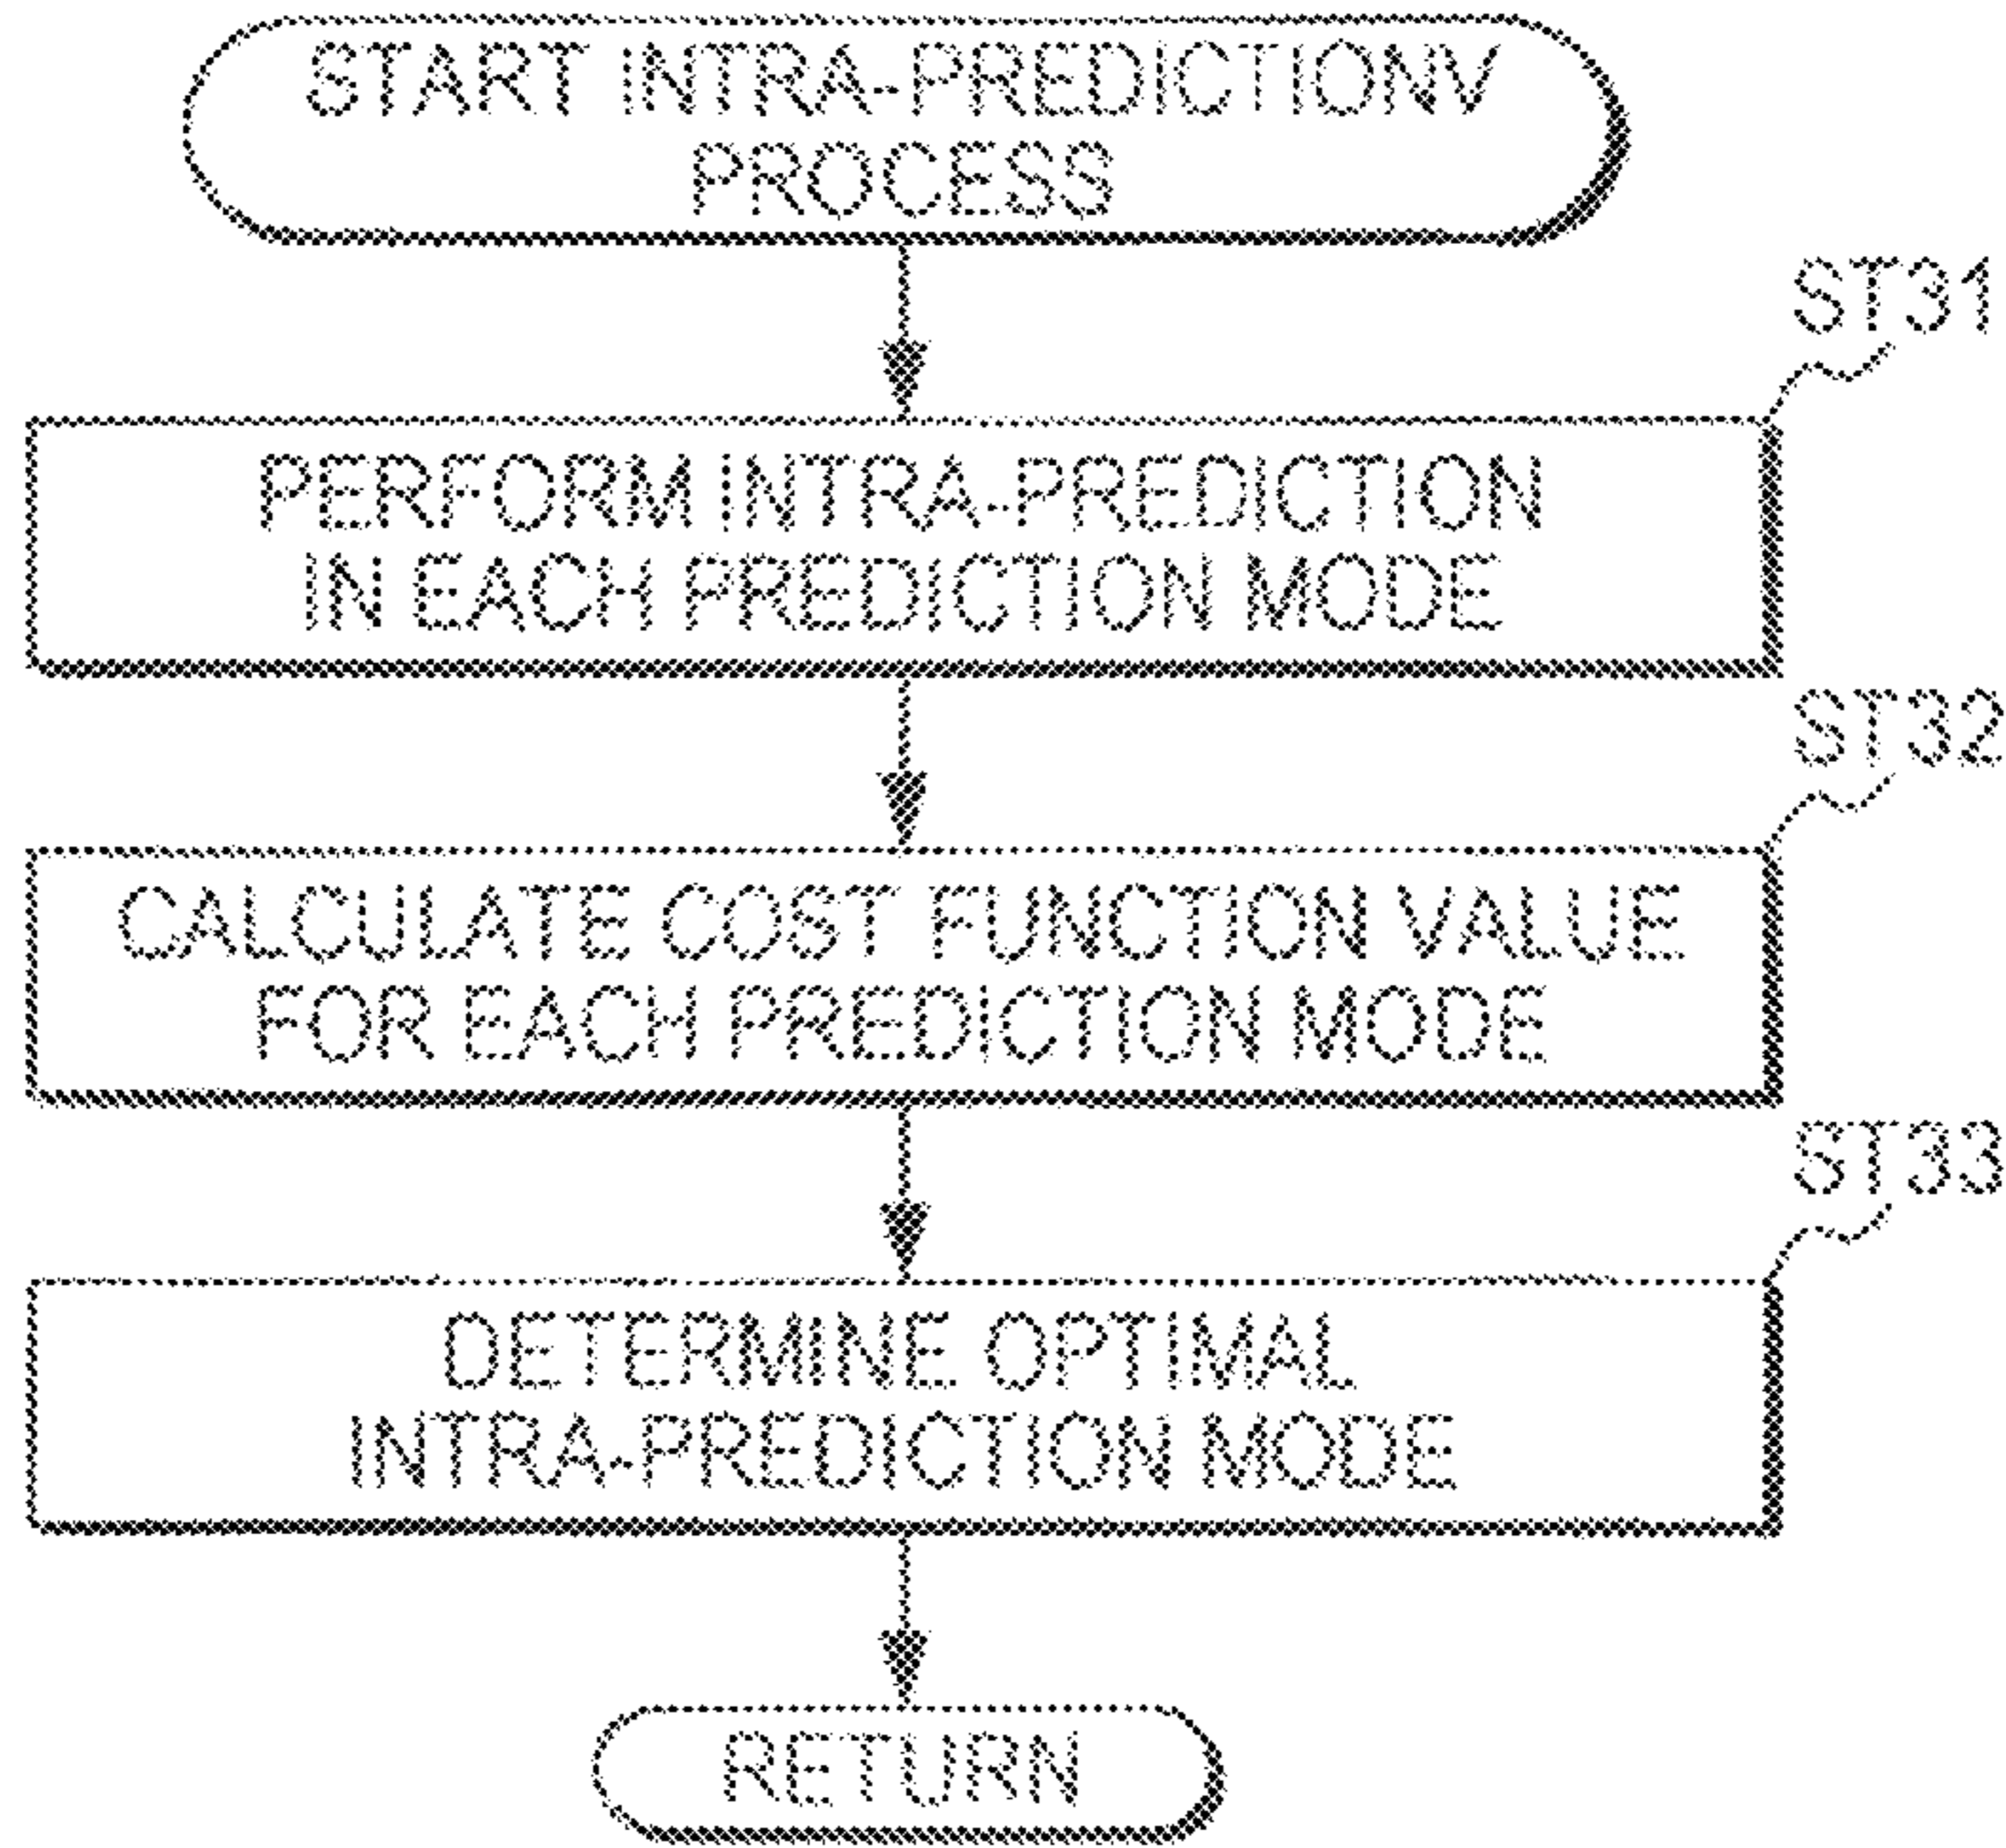 START INTRA-PREDICTIONV
PROCESS
ST31
PERFORM INTRA-PREDICTION
IN EACH PREDICTION MODE
ST32
CALCULATE COST FUNCTION VALUE
FOR EACH PREDICTION MODE
ST33
DETERMINE OPTIMAL
INTRA-PREDICTION MODE
RETURN